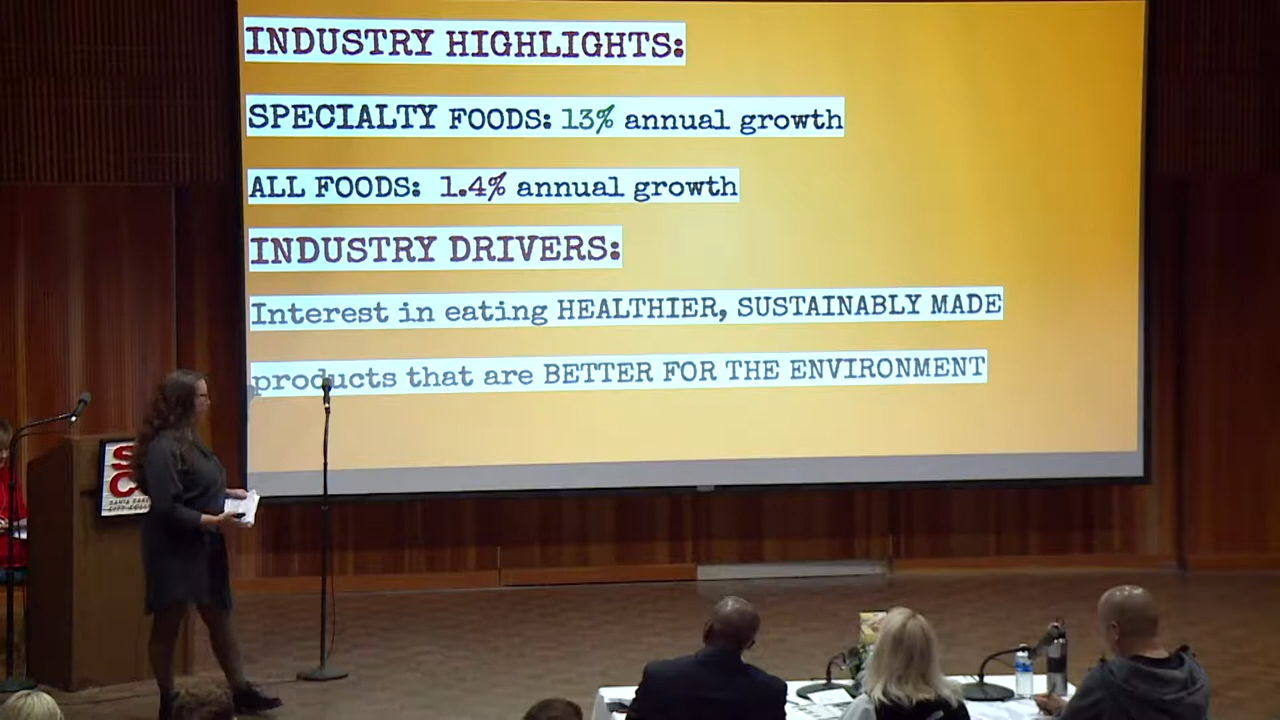 INDUSTRY HIGHLIGHTS:
SPECIALTY FOODS: 13% annual growth
ALL FOODS: 1.4% annual growth
INDUSTRY DRIVERS:
Interest in eating HEALTHIER, SUSTAINABLY MADE
products that are BETTER FOR THE ENVIRONMENT
S
C